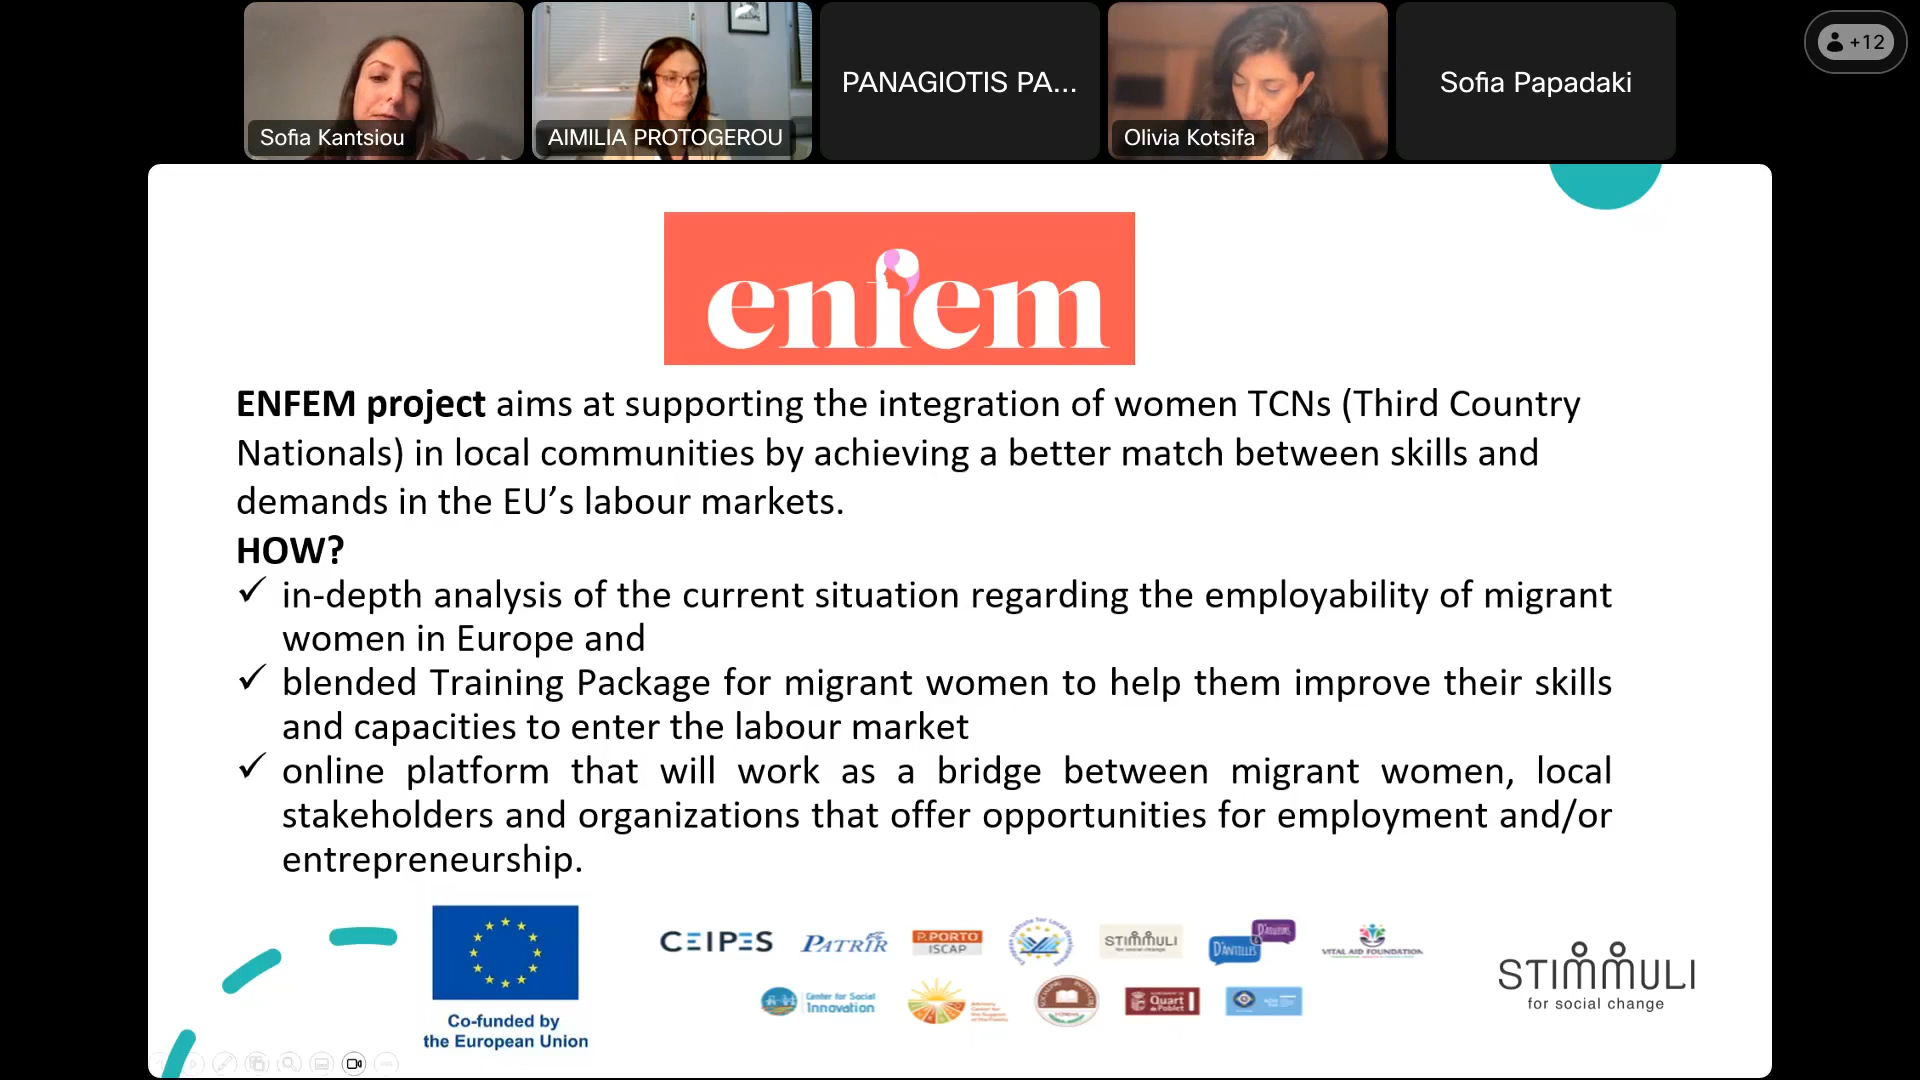 Sofia Kantsiou
AIMILIA PROTOGEROU
PANAGIOTIS PA...
Olivia Kotsifa
Sofia Papadaki
+12
enfem
ENFEM project aims at supporting the integration of women TCNs (Third Country
Nationals) in local communities by achieving a better match between skills and
demands in the EU’s labour markets.
HOW?
✓ in-depth analysis of the current situation regarding the employability of migrant
women in Europe and
✓ blended Training Package for migrant women to help them improve their skills
and capacities to enter the labour market
✓ online platform that will work as a bridge between migrant women, local
stakeholders and organizations that offer opportunities for employment and/or
entrepreneurship.
Co-funded by
the European Union
CEIPES
PATRIR
P.PORTO
ISCAP
European Institute for Local Development
STIMMULI
for social change
D'ANTILLES
D'AILLEURS
VITAL AID FOUNDATION
Center for Social
Innovation
Quart
de Poblet
STIMMULI
for social change